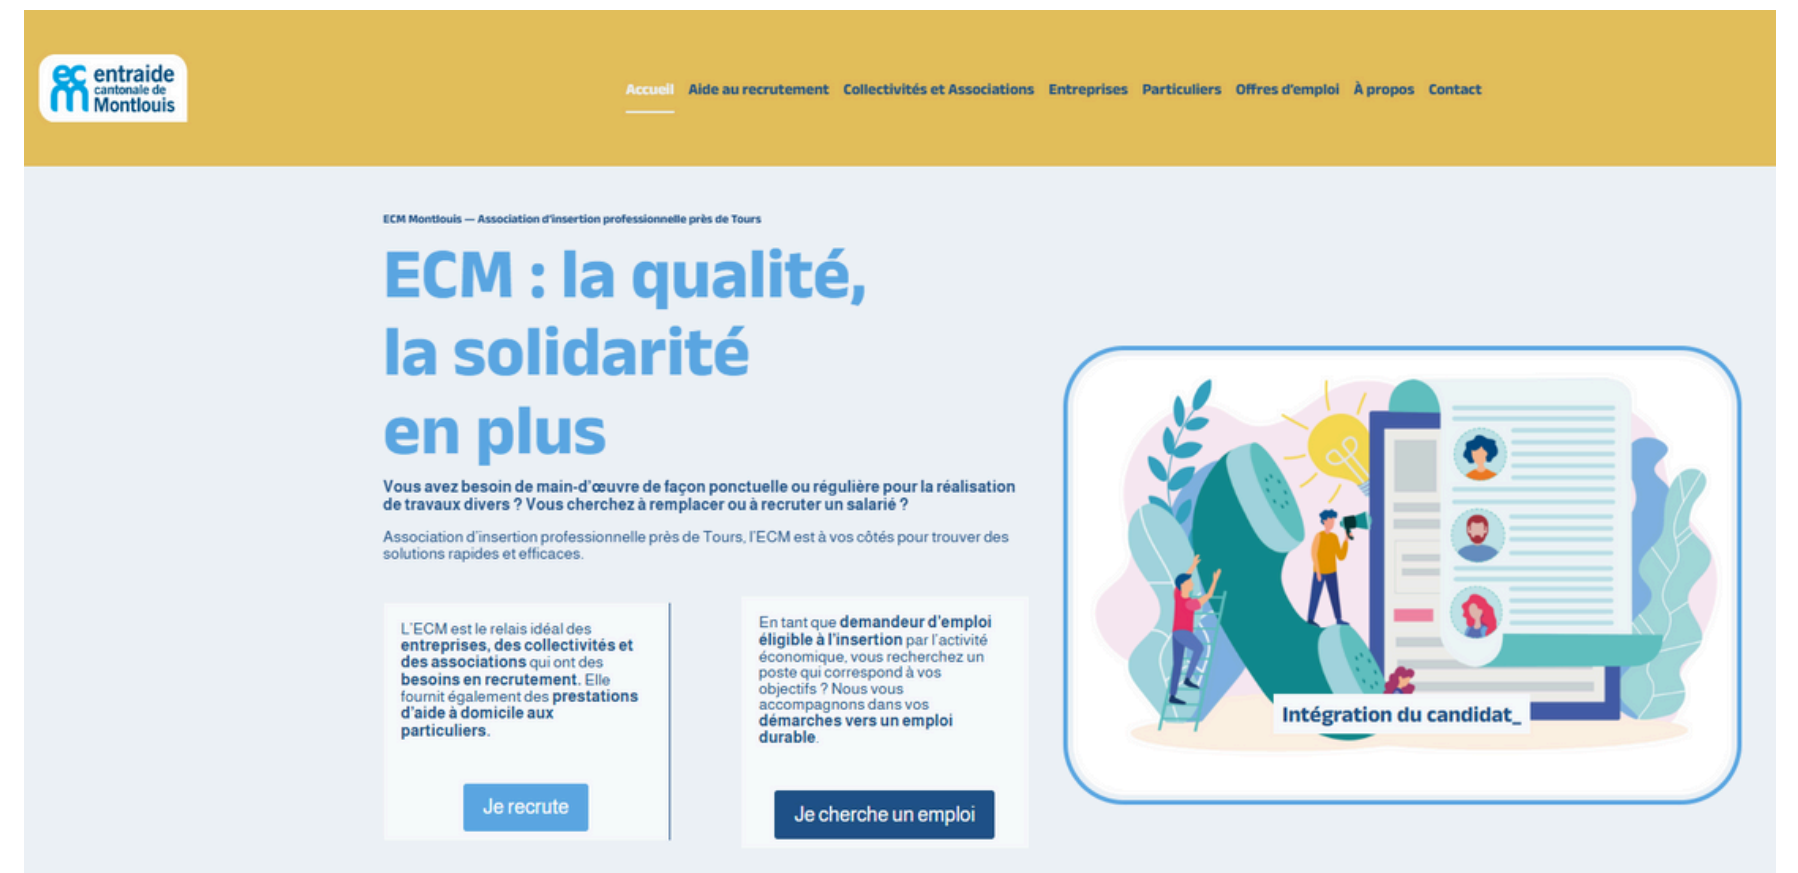 ecm entraide
cantonale de
Montlouis
Accueil Aide au recrutement Collectivités et Associations Entreprises Particuliers Offres d'emploi À propos Contact
ECM Montlouis — Association d'insertion professionnelle près de Tours
ECM : la qualité,
la solidarité
en plus
Vous avez besoin de main-d'œuvre de façon ponctuelle ou régulière pour la réalisation
de travaux divers ? Vous cherchez à remplacer ou à recruter un salarié ?
Association d'insertion professionnelle près de Tours, l'ECM est à vos côtés pour trouver des
solutions rapides et efficaces.
L'ECM est le relais idéal des
entreprises, des collectivités et
des associations qui ont des
besoins en recrutement. Elle
fournit également des prestations
d'aide à domicile aux
particuliers.
Je recrute
En tant que demandeur d'emploi
éligible à l'insertion par l'activité
économique, vous recherchez un
poste qui correspond à vos
objectifs ? Nous vous
accompagnons dans vos
démarches vers un emploi
durable.
Je cherche un emploi
Intégration du candidat_